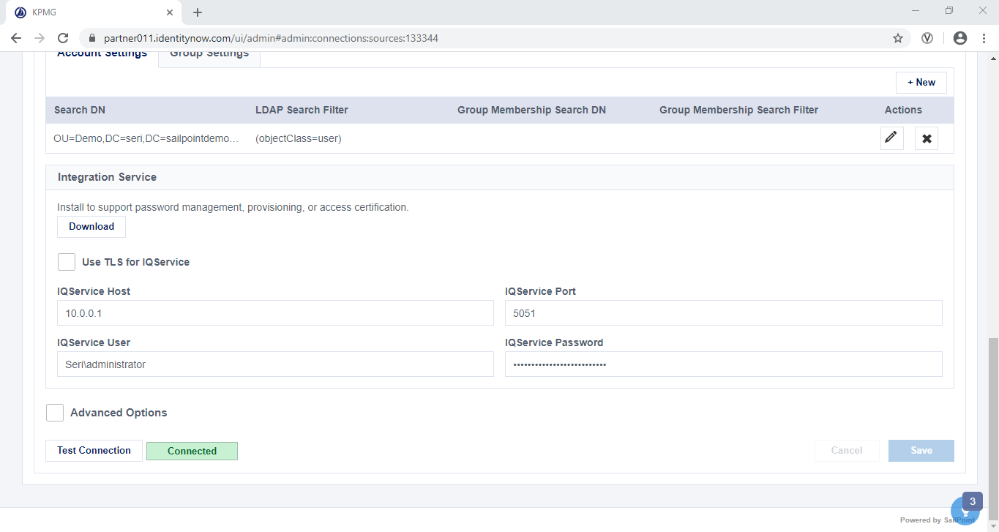 KPMG
partner011.identitynow.com/ui/admin#admin:connections:sources:133344
Account Settings Group Settings
+ New
Search DN LDAP Search Filter Group Membership Search DN Group Membership Search Filter Actions
OU=Demo,DC=seri,DC=sailpointdemo... (objectClass=user)
Integration Service
Install to support password management, provisioning, or access certification.
Download
Use TLS for IQService
IQService Host IQService Port
10.0.0.1 5051
IQService User IQService Password
Seri\administrator ••••••••••••••••••••••••••
Advanced Options
Test Connection Connected Cancel Save
3
Powered by SailPoint